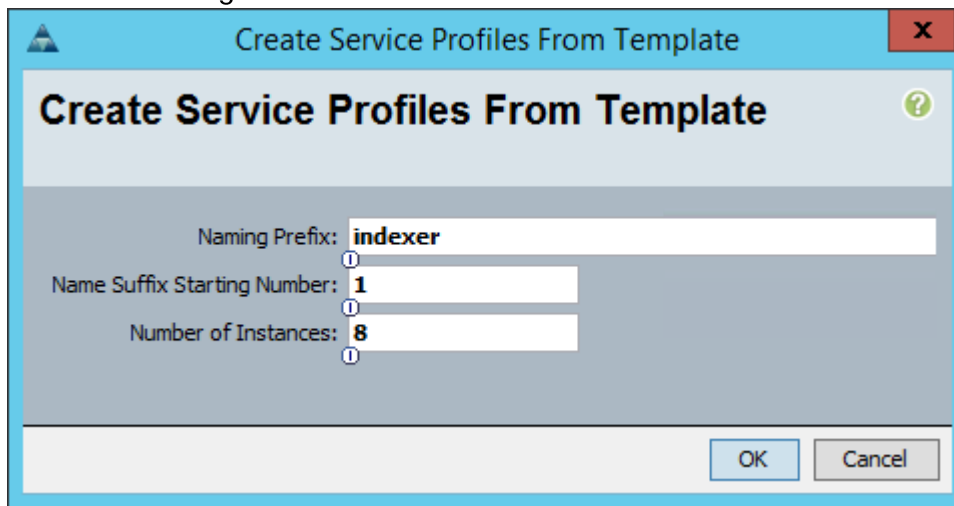 Create Service Profiles From Template
x
Create Service Profiles From Template
?
Naming Prefix: indexer
Name Suffix Starting Number: 1
Number of Instances: 8
OK Cancel